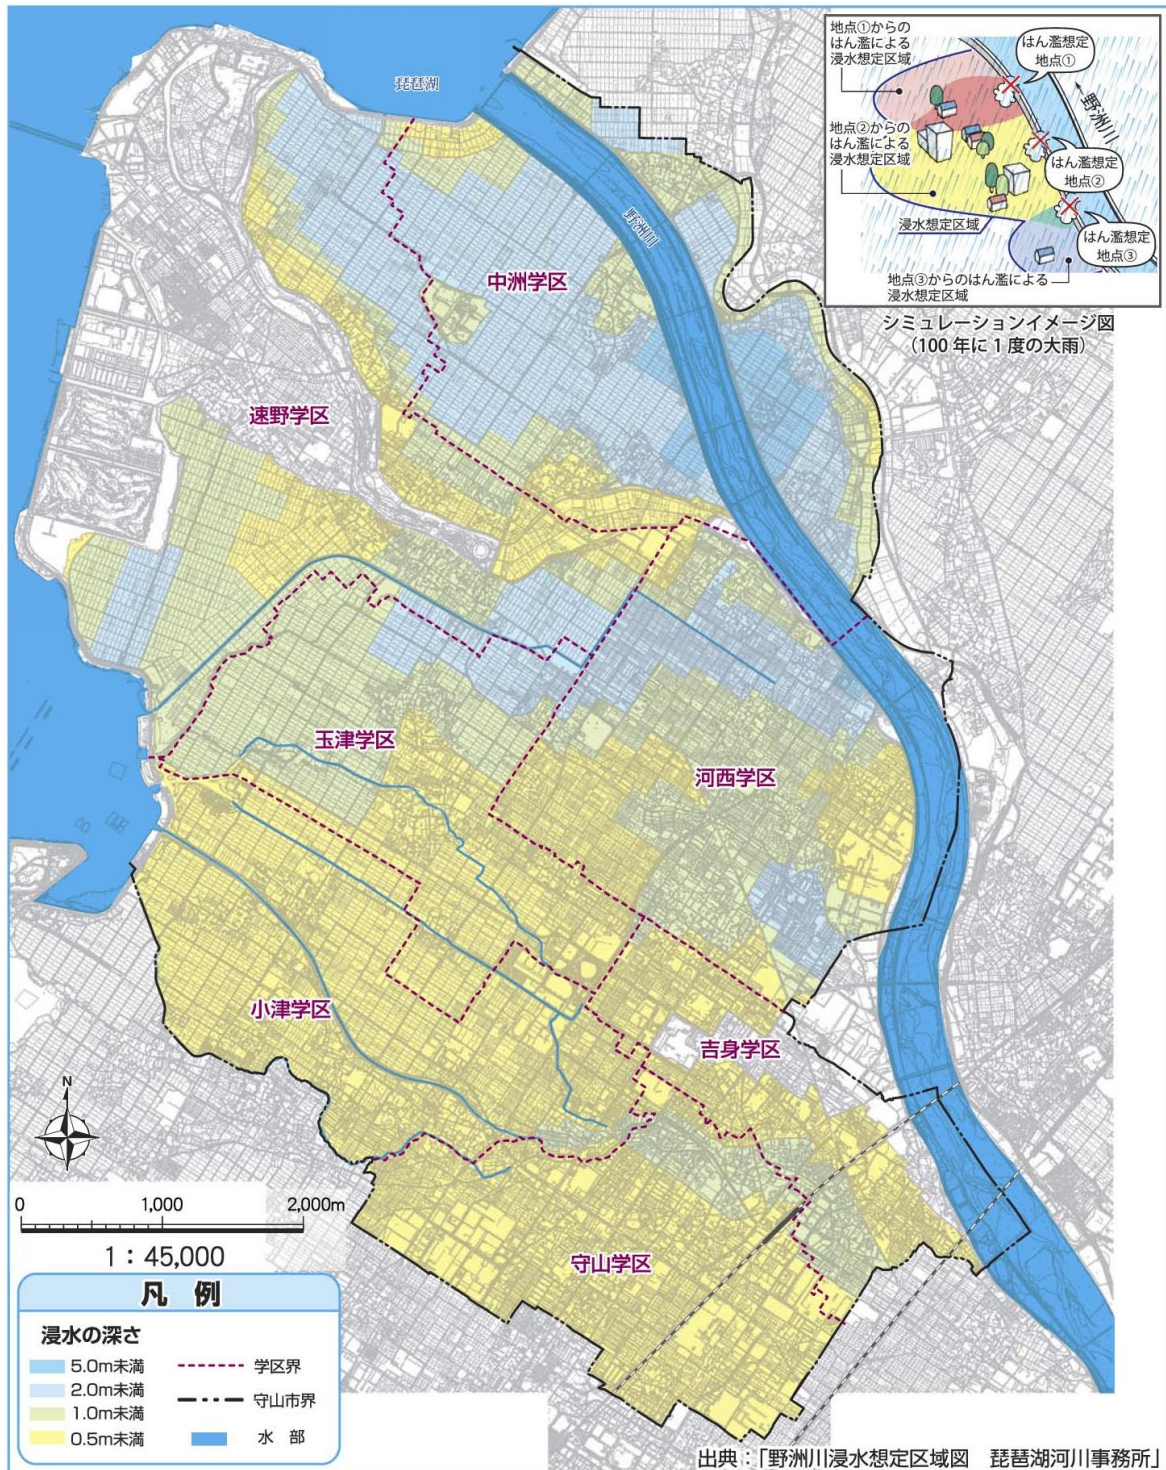 琵琶湖
野洲川
中洲学区
速野学区
玉津学区
河西学区
小津学区
吉身学区
守山学区
地点①からの
はん濫による
浸水想定区域
はん濫想定
地点①
野洲川
地点②からの
はん濫による
浸水想定区域
はん濫想定
地点②
浸水想定区域
はん濫想定
地点③
地点③からのはん濫による
浸水想定区域
シミュレーションイメージ図
(100年に1度の大雨)
N
0 1,000 2,000m
1:45,000
凡 例
浸水の深さ
5.0m未満
2.0m未満
1.0m未満
0.5m未満
学区界
守山市界
水 部
出典:「野洲川浸水想定区域図 琵琶湖河川事務所」